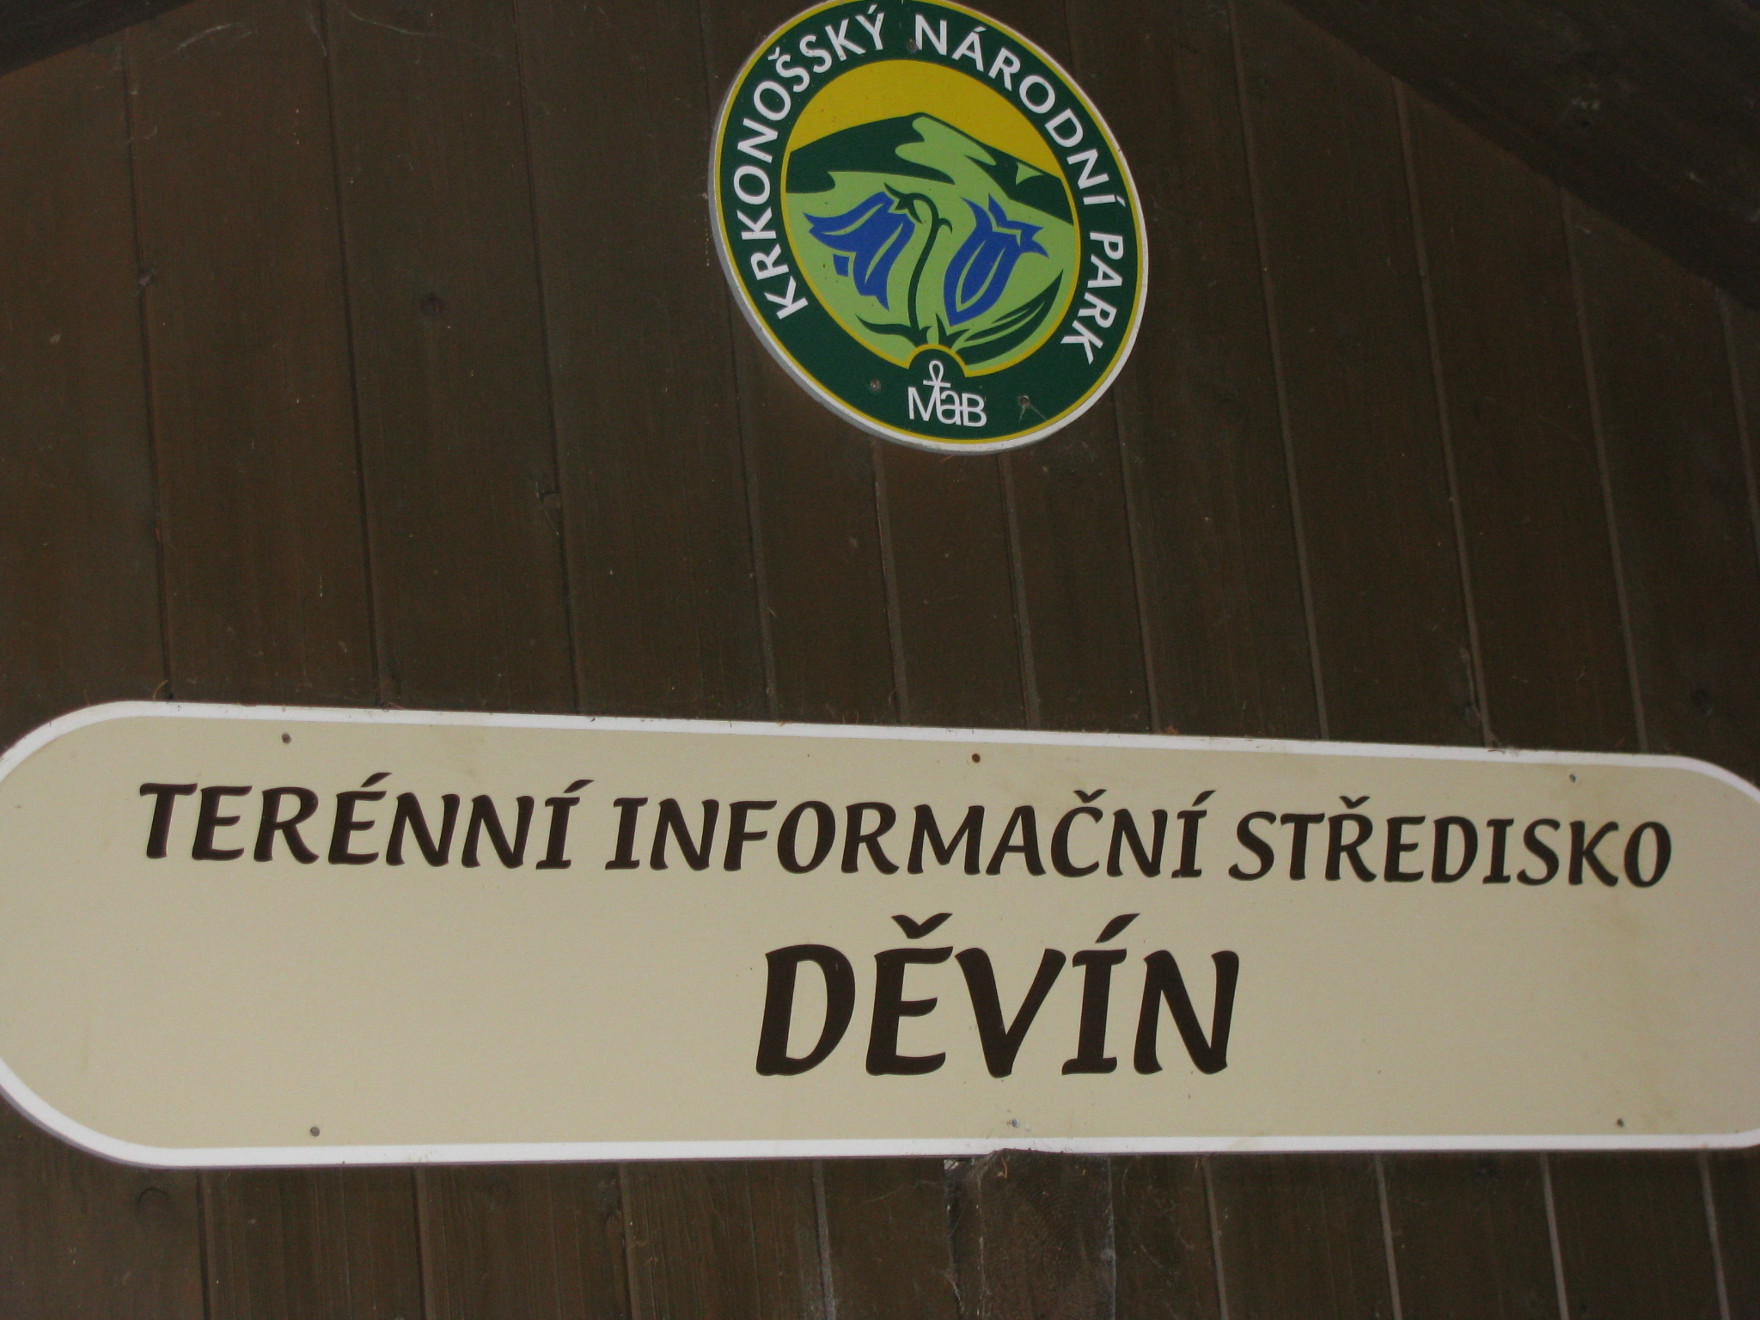 KRKONOŠSKÝ NÁRODNÍ PARK
MaB
TERÉNNÍ INFORMAČNÍ STŘEDISKO
DĚVÍN